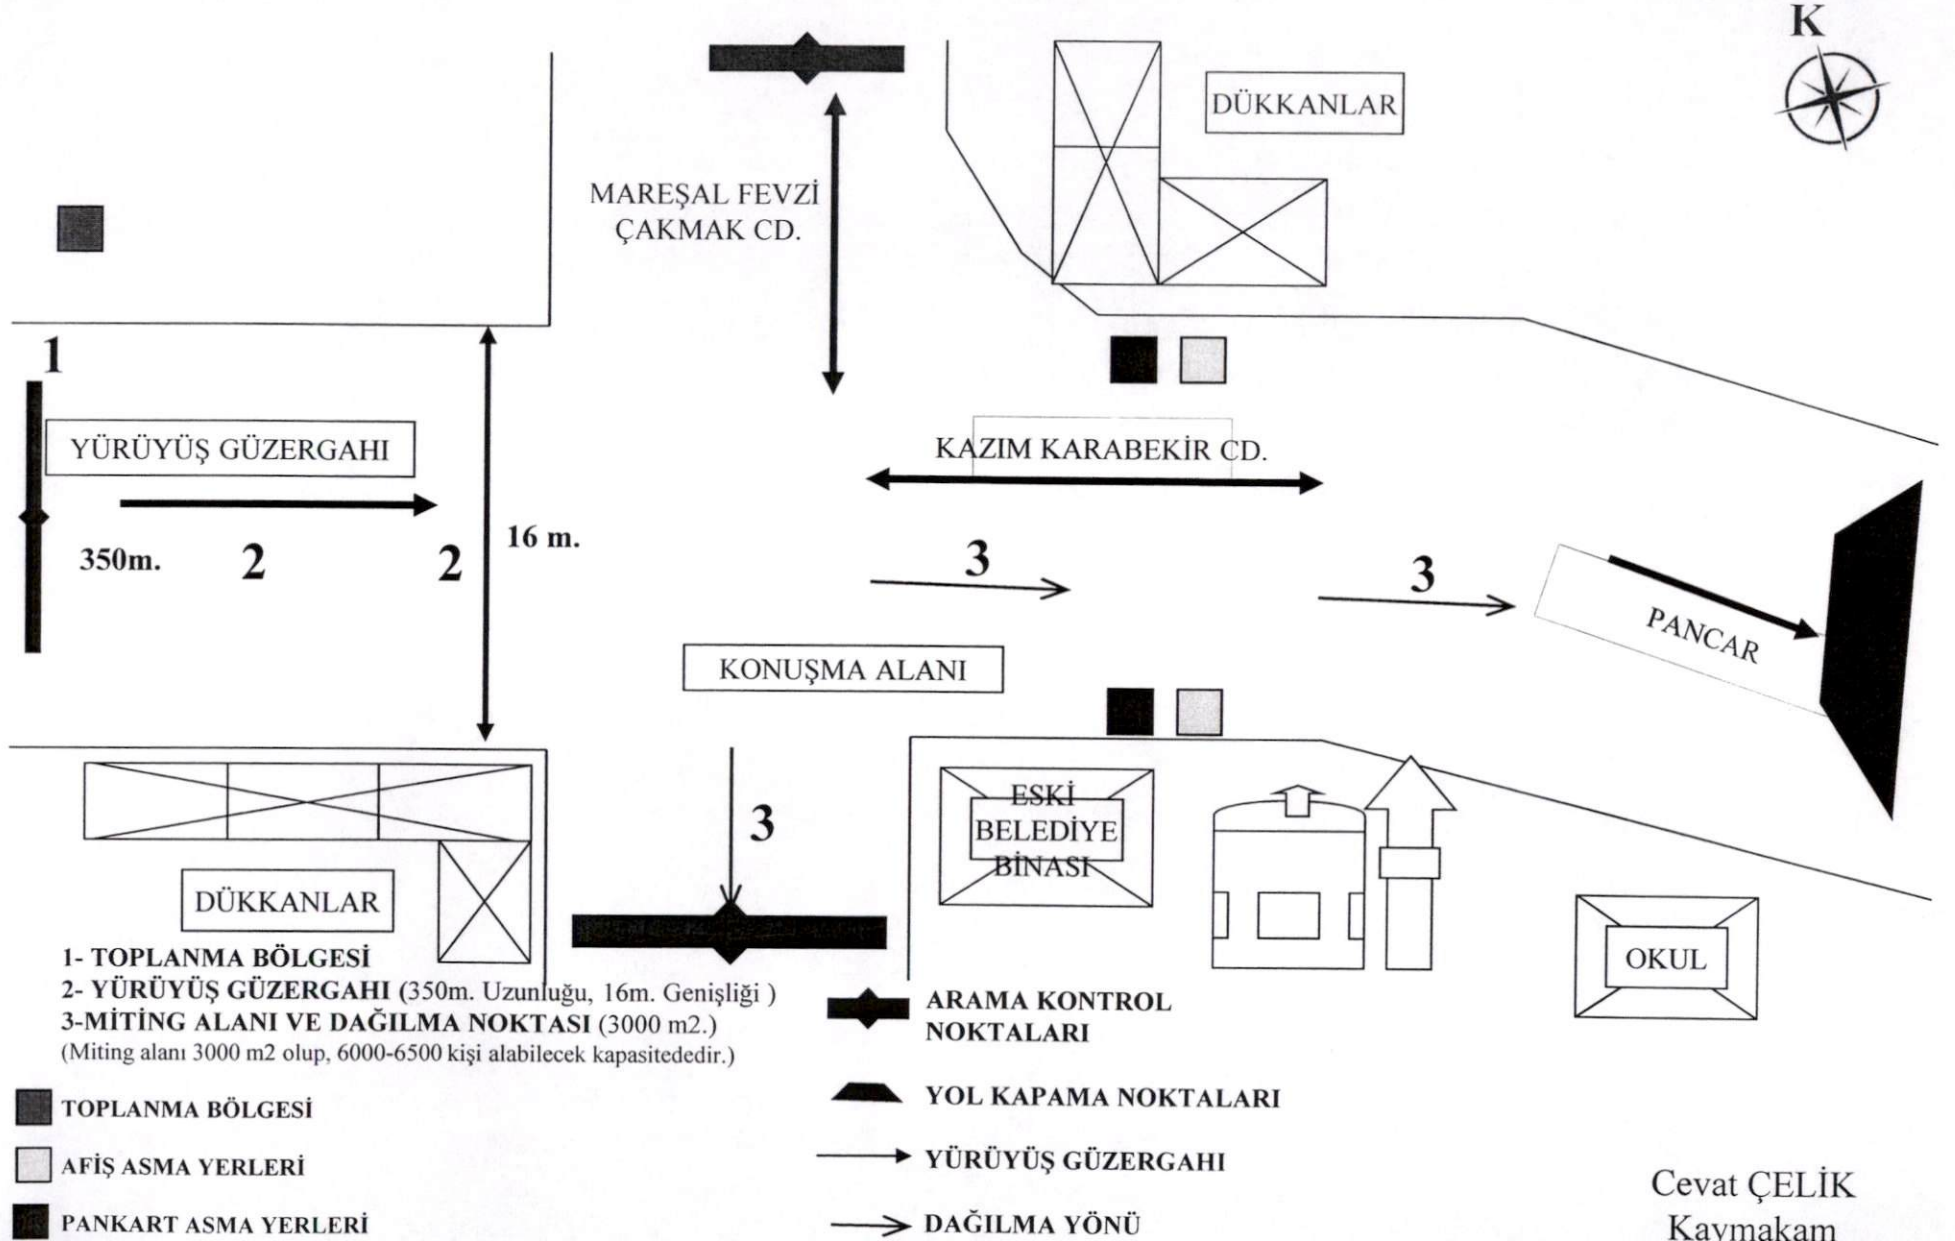 K
DÜKKANLAR
MAREŞAL FEVZİ
ÇAKMAK CD.
1
YÜRÜYÜŞ GÜZERGAHI
KAZIM KARABEKİR CD.
350m.
2
2
16 m.
3
3
PANCAR
KONUŞMA ALANI
3
ESKİ
BELEDİYE
BİNASI
DÜKKANLAR
OKUL
1- TOPLANMA BÖLGESİ
2- YÜRÜYÜŞ GÜZERGAHI (350m. Uzunluğu, 16m. Genişliği )
3-MİTİNG ALANI VE DAĞILMA NOKTASI (3000 m2.)
(Miting alanı 3000 m2 olup, 6000-6500 kişi alabilecek kapasitededir.)
TOPLANMA BÖLGESİ
AFİŞ ASMA YERLERİ
PANKART ASMA YERLERİ
ARAMA KONTROL
NOKTALARI
YOL KAPAMA NOKTALARI
YÜRÜYÜŞ GÜZERGAHI
DAĞILMA YÖNÜ
Cevat ÇELİK
Kaymakam